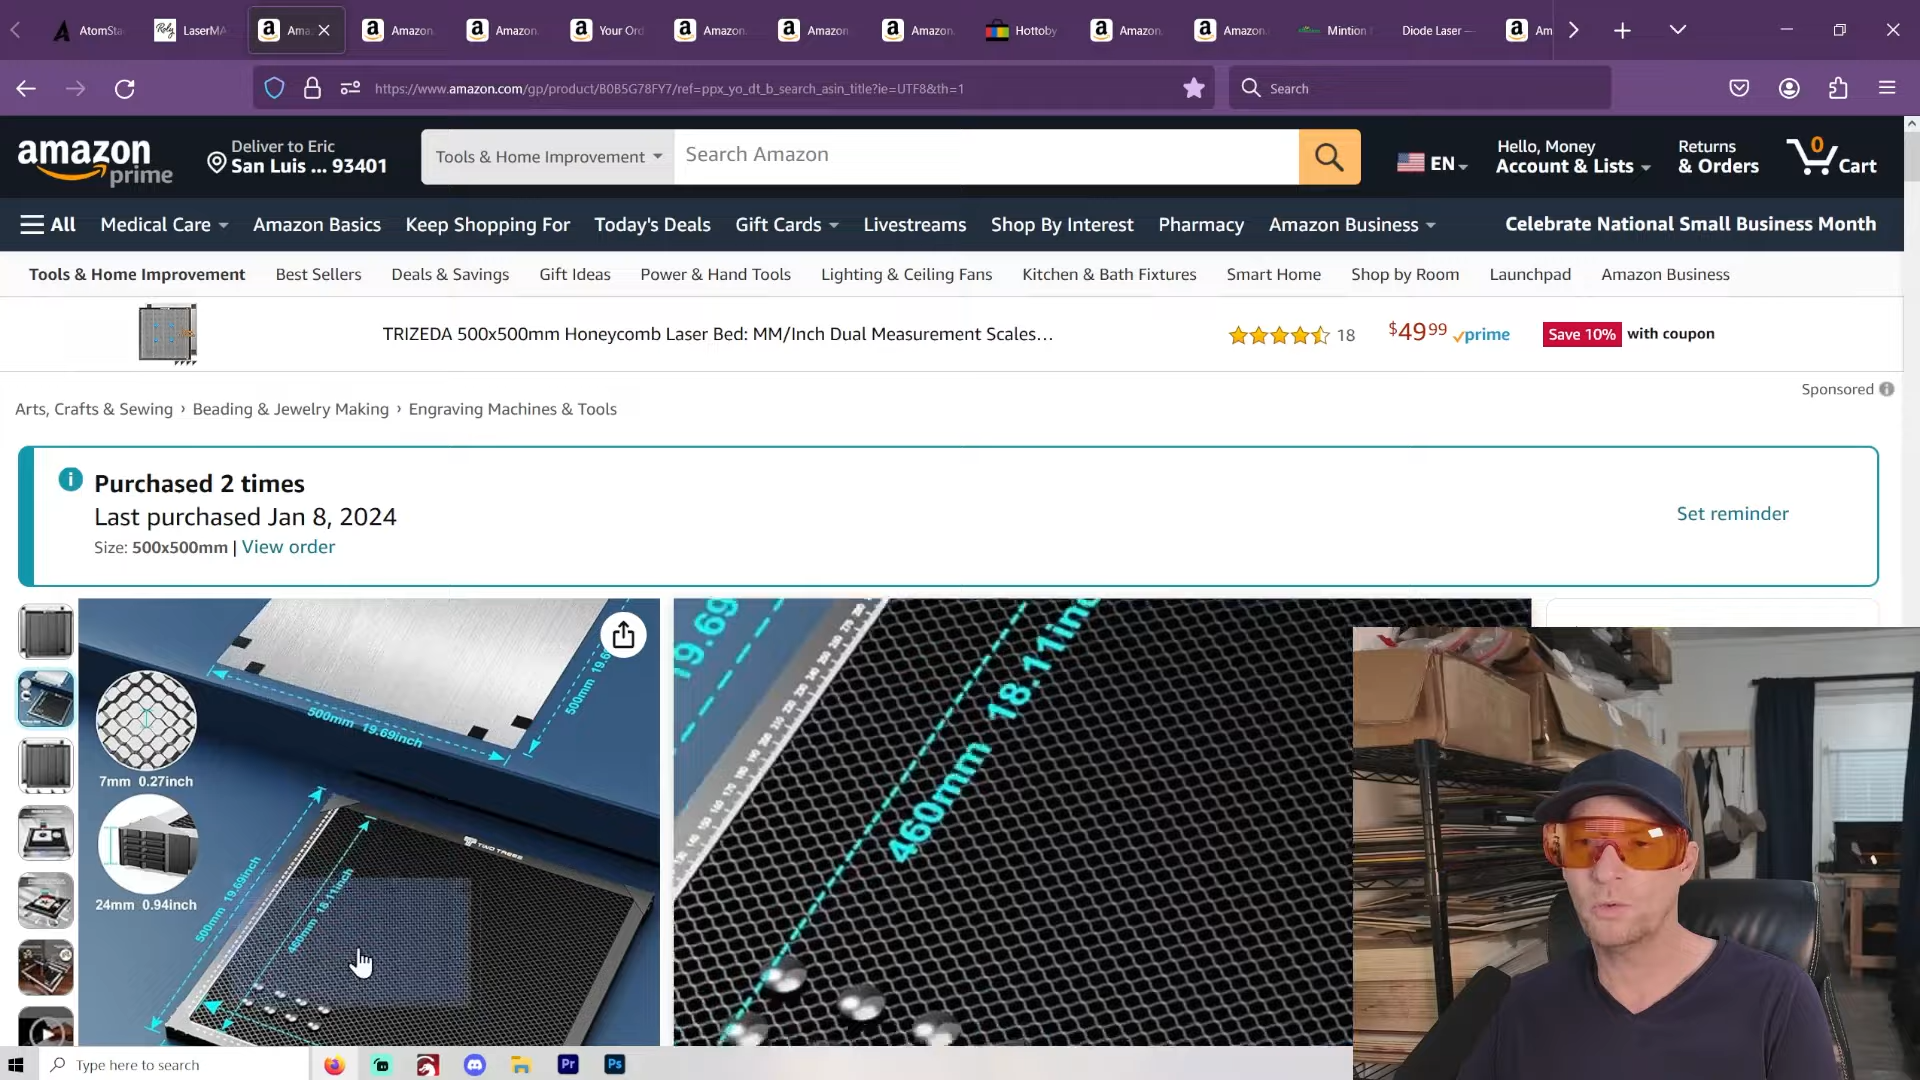 AtomSta
LaserMA
Ama
Amazon
Amazon
Your Ord
Amazon
Amazon
Amazon
Hottoby
Amazon
Amazon
Mintion
Diode Laser —
Am
https://www.amazon.com/gp/product/B0B5G78FY7/ref=ppx_yo_dt_b_search_asin_title?ie=UTF8&th=1
Search
amazon
prime
Deliver to Eric
San Luis ... 93401
Tools & Home Improvement
Search Amazon
EN
Hello, Money
Account & Lists
Returns
& Orders
0
Cart
All
Medical Care
Amazon Basics
Keep Shopping For
Today's Deals
Gift Cards
Livestreams
Shop By Interest
Pharmacy
Amazon Business
Celebrate National Small Business Month
Tools & Home Improvement
Best Sellers
Deals & Savings
Gift Ideas
Power & Hand Tools
Lighting & Ceiling Fans
Kitchen & Bath Fixtures
Smart Home
Shop by Room
Launchpad
Amazon Business
TRIZEDA 500x500mm Honeycomb Laser Bed: MM/Inch Dual Measurement Scales…
18
$49 99
prime
Save 10% with coupon
Sponsored
Arts, Crafts & Sewing › Beading & Jewelry Making › Engraving Machines & Tools
Purchased 2 times
Last purchased Jan 8, 2024
Size: 500x500mm | View order
Set reminder
500mm 19.69inch
500mm 19.6
7mm 0.27inch
24mm 0.94inch
TWO TREES
500mm 19.69inch
460mm 18.11inch
19.69
460mm 18.11inc
Type here to search
Pr
Ps